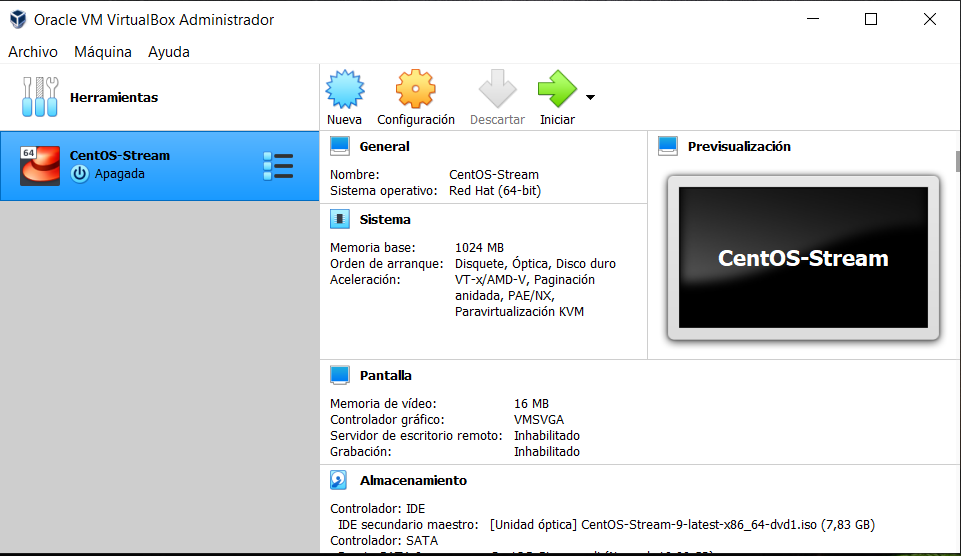 Oracle VM VirtualBox Administrador
Archivo Máquina Ayuda
Herramientas
64
CentOS-Stream
Apagada
Nueva Configuración Descartar Iniciar
General
Nombre: CentOS-Stream
Sistema operativo: Red Hat (64-bit)
Previsualización
CentOS-Stream
Sistema
Memoria base: 1024 MB
Orden de arranque: Disquete, Óptica, Disco duro
Aceleración: VT-x/AMD-V, Paginación
anidada, PAE/NX,
Paravirtualización KVM
Pantalla
Memoria de vídeo: 16 MB
Controlador gráfico: VMSVGA
Servidor de escritorio remoto: Inhabilitado
Grabación: Inhabilitado
Almacenamiento
Controlador: IDE
IDE secundario maestro: [Unidad óptica] CentOS-Stream-9-latest-x86_64-dvd1.iso (7,83 GB)
Controlador: SATA